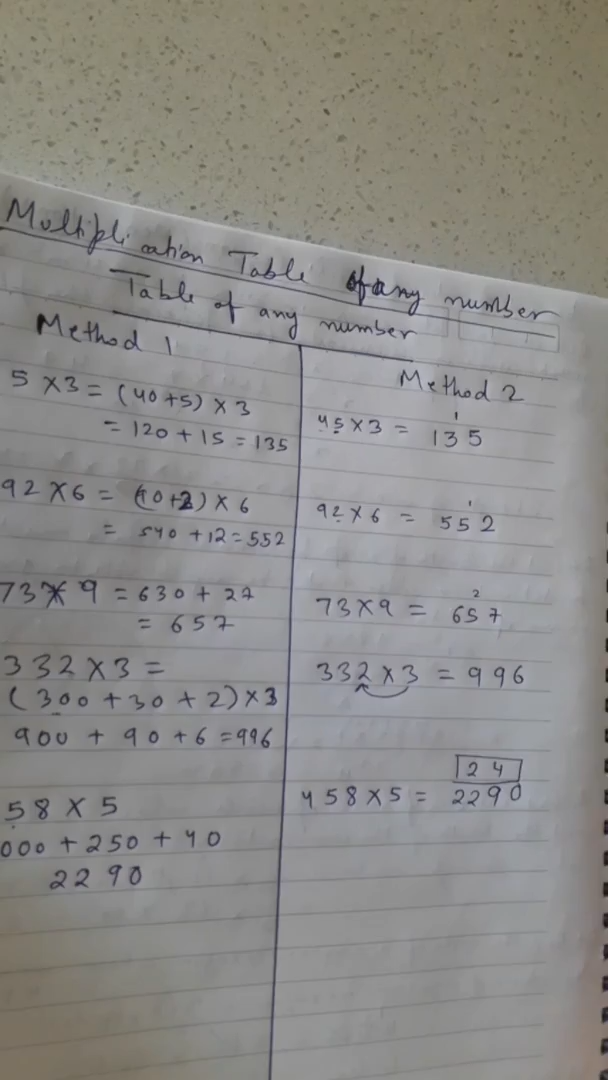 Multiplication Table of any number
Table of any number
Method 1
5 × 3 = (40+5) × 3
= 120 + 15 = 135
92 × 6 = (
0+2) × 6
= 540 + 12 = 552
73 × 9 = 630 + 27
= 657
332 × 3 =
(300 + 30 + 2) × 3
900 + 90 + 6 = 996
58 × 5
000 + 250 + 40
2290
Method 2
1
45 × 3 = 135
1
92 × 6 = 552
2
73 × 9 = 657
332 × 3 = 996
2 4
458 × 5 = 2290